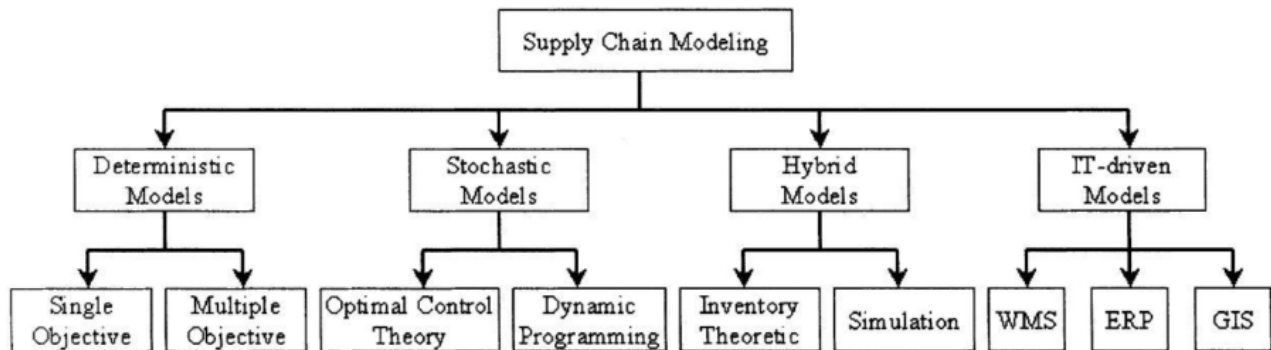 Supply Chain Modeling
Deterministic
Models
Stochastic
Models
Hybrid
Models
IT-driven
Models
Single
Objective
Multiple
Objective
Optimal Control
Theory
Dynamic
Programming
Inventory
Theoretic
Simulation
WMS
ERP
GIS